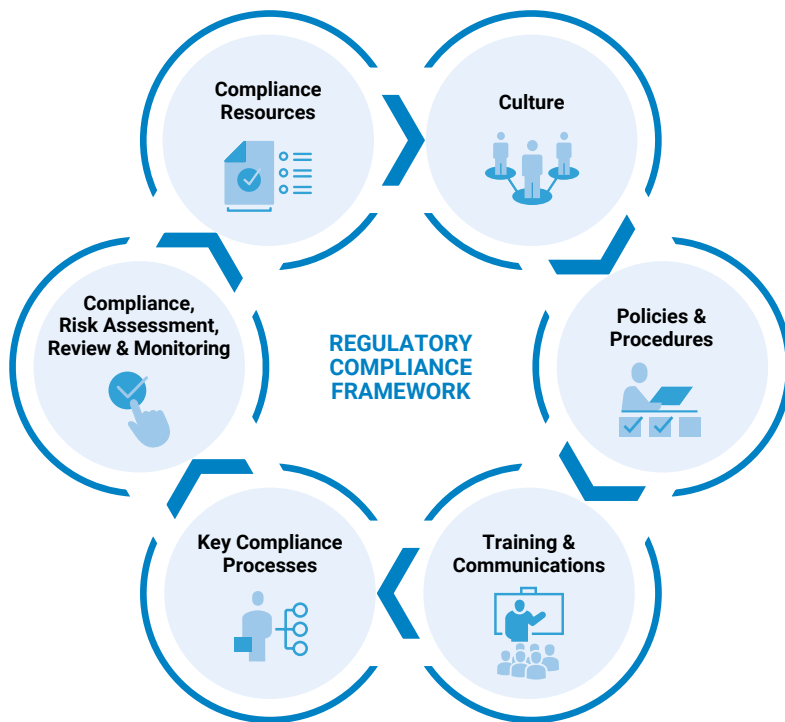 Compliance
Resources
Culture
Policies &
Procedures
Training &
Communications
Key Compliance
Processes
Compliance,
Risk Assessment,
Review & Monitoring
REGULATORY
COMPLIANCE
FRAMEWORK